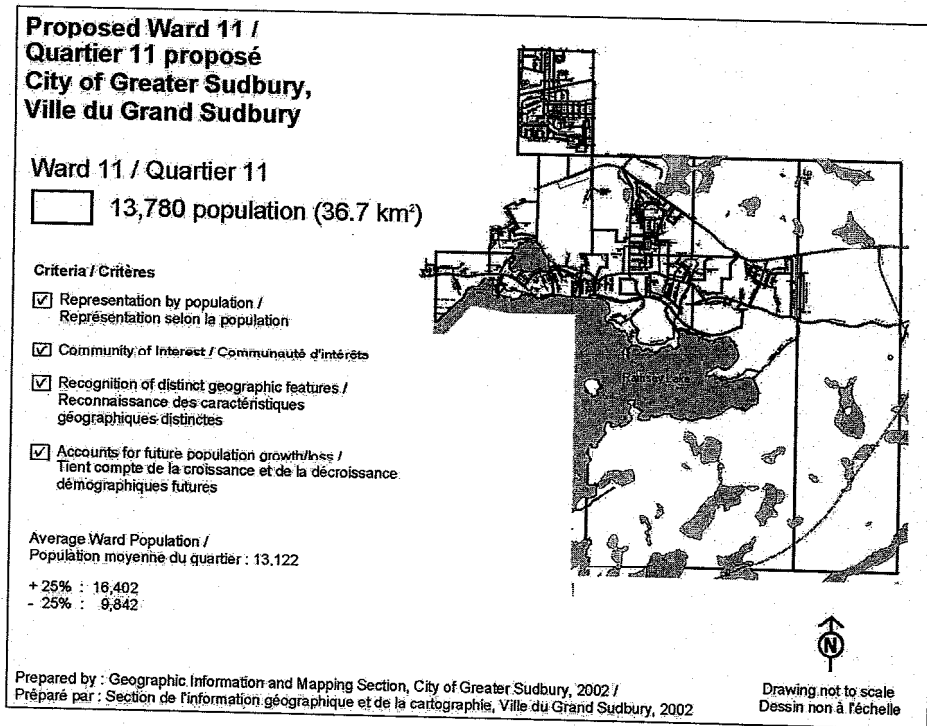 Proposed Ward 11 /
Quartier 11 proposé
City of Greater Sudbury,
Ville du Grand Sudbury
Ward 11 / Quartier 11
13,780 population (36.7 km²)
Criteria / Critères
Representation by population /
Représentation selon la population
Community of Interest / Communauté d'intérêts
Recognition of distinct geographic features /
Reconnaissance des caractéristiques
géographiques distinctes
Accounts for future population growth/loss /
Tient compte de la croissance et de la décroissance
démographiques futures
Average Ward Population /
Population moyenne du quartier : 13,122
+ 25% : 16,402
- 25% : 9,842
Ramsey Lake
N
Drawing not to scale
Dessin non à l'échelle
Prepared by : Geographic Information and Mapping Section, City of Greater Sudbury, 2002 /
Préparé par : Section de l'information géographique et de la cartographie, Ville du Grand Sudbury, 2002